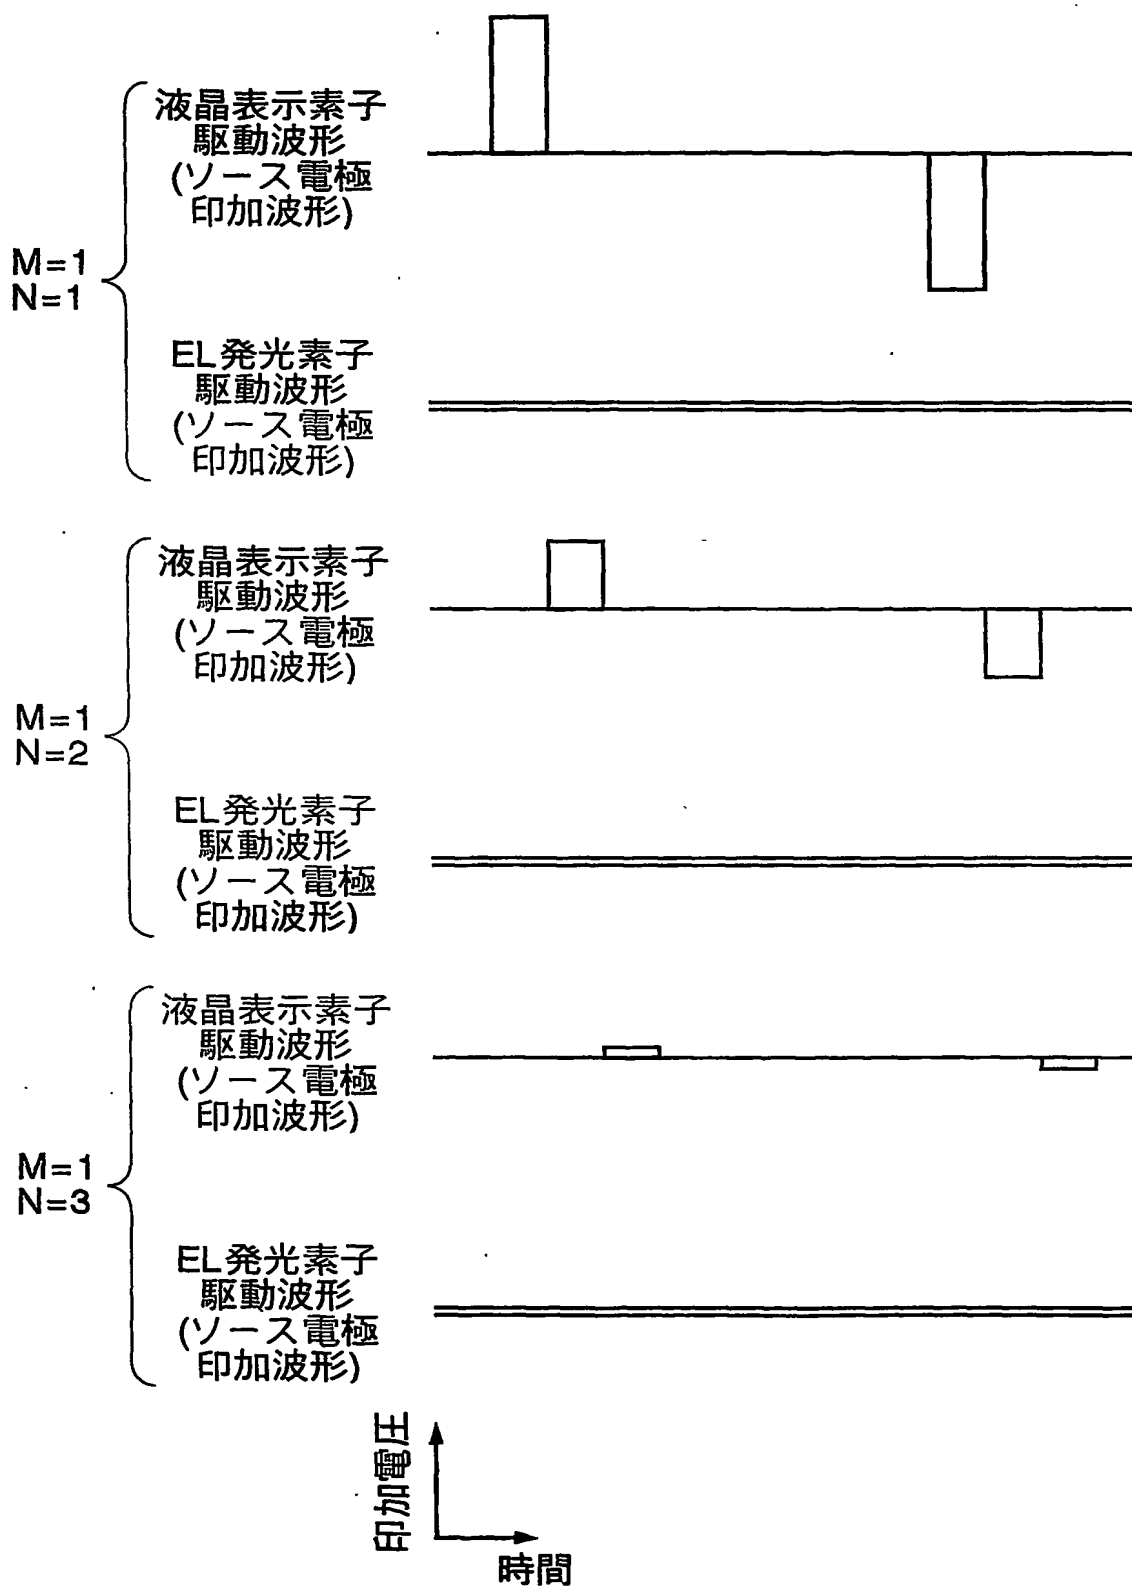 M=1
N=1
液晶表示素子
駆動波形
(ソース電極
印加波形)
EL発光素子
駆動波形
(ソース電極
印加波形)
M=1
N=2
液晶表示素子
駆動波形
(ソース電極
印加波形)
EL発光素子
駆動波形
(ソース電極
印加波形)
M=1
N=3
液晶表示素子
駆動波形
(ソース電極
印加波形)
EL発光素子
駆動波形
(ソース電極
印加波形)
印加電圧
時間